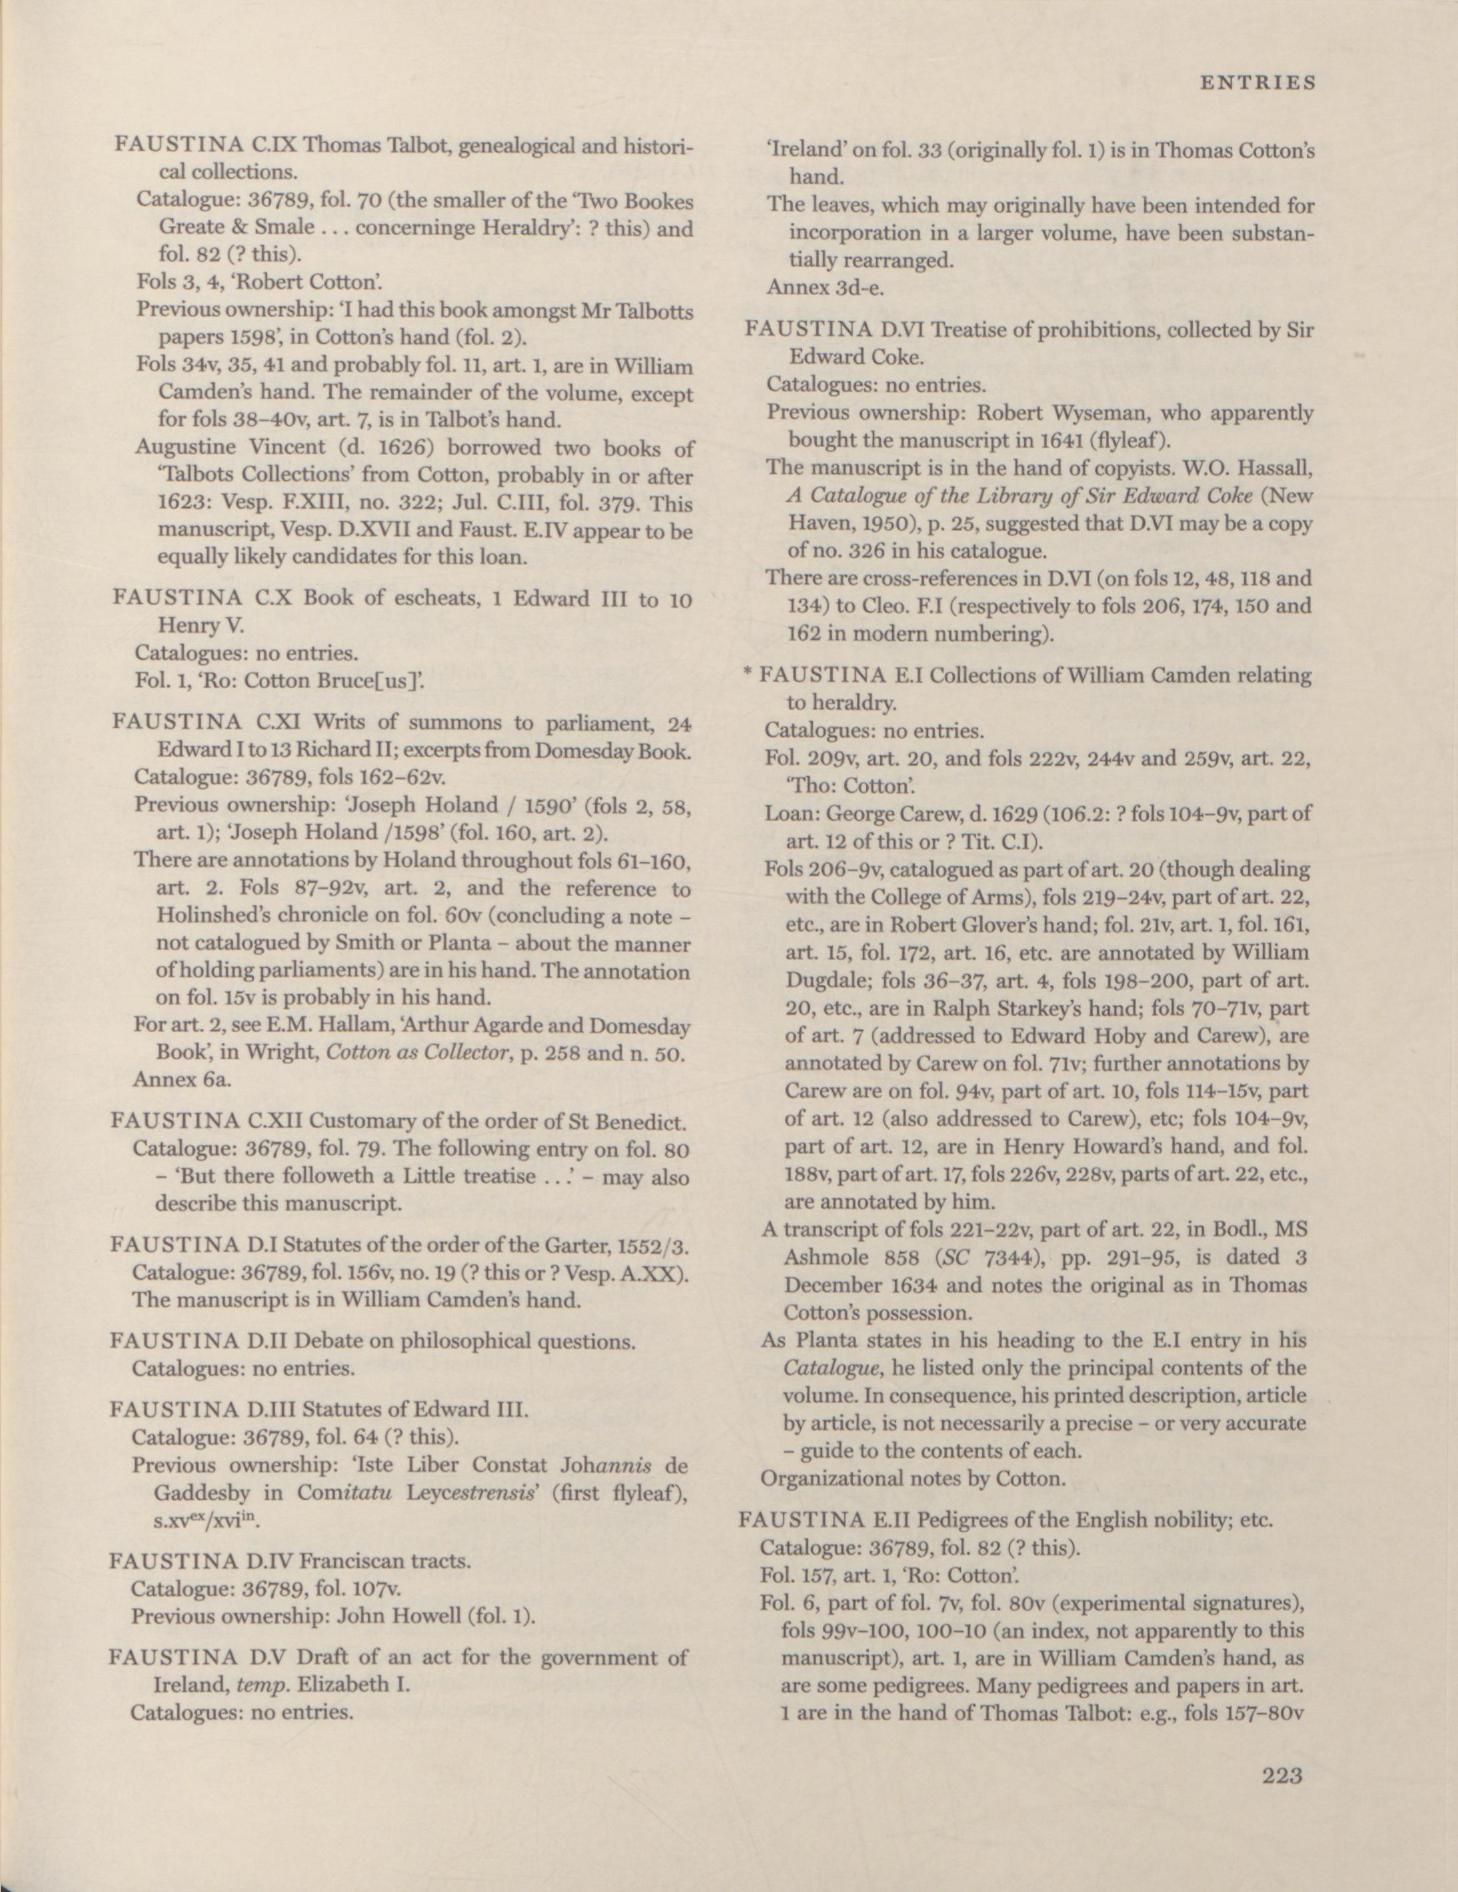 ENTRIES
FAUSTINA C.IX Thomas Talbot, genealogical and histori-
cal collections.
Catalogue: 36789, fol. 70 (the smaller of the ‘Two Bookes
Greate & Smale . . . concerninge Heraldry’: ? this) and
fol. 82 (? this).
Fols 3, 4, ‘Robert Cotton’.
Previous ownership: ‘I had this book amongst Mr Talbotts
papers 1598’, in Cotton’s hand (fol. 2).
Fols 34v, 35, 41 and probably fol. 11, art. 1, are in William
Camden’s hand. The remainder of the volume, except
for fols 38–40v, art. 7, is in Talbot’s hand.
Augustine Vincent (d. 1626) borrowed two books of
‘Talbots Collections’ from Cotton, probably in or after
1623: Vesp. F.XIII, no. 322; Jul. C.III, fol. 379. This
manuscript, Vesp. D.XVII and Faust. E.IV appear to be
equally likely candidates for this loan.
FAUSTINA C.X Book of escheats, 1 Edward III to 10
Henry V.
Catalogues: no entries.
Fol. 1, ‘Ro: Cotton Bruce[us]’.
FAUSTINA C.XI Writs of summons to parliament, 24
Edward I to 13 Richard II; excerpts from Domesday Book.
Catalogue: 36789, fols 162–62v.
Previous ownership: ‘Joseph Holand / 1590’ (fols 2, 58,
art. 1); ‘Joseph Holand /1598’ (fol. 160, art. 2).
There are annotations by Holand throughout fols 61–160,
art. 2. Fols 87–92v, art. 2, and the reference to
Holinshed’s chronicle on fol. 60v (concluding a note –
not catalogued by Smith or Planta – about the manner
of holding parliaments) are in his hand. The annotation
on fol. 15v is probably in his hand.
For art. 2, see E.M. Hallam, ‘Arthur Agarde and Domesday
Book’, in Wright, Cotton as Collector, p. 258 and n. 50.
Annex 6a.
FAUSTINA C.XII Customary of the order of St Benedict.
Catalogue: 36789, fol. 79. The following entry on fol. 80
– ‘But there followeth a Little treatise . . .’ – may also
describe this manuscript.
FAUSTINA D.I Statutes of the order of the Garter, 1552/3.
Catalogue: 36789, fol. 156v, no. 19 (? this or ? Vesp. A.XX).
The manuscript is in William Camden’s hand.
FAUSTINA D.II Debate on philosophical questions.
Catalogues: no entries.
FAUSTINA D.III Statutes of Edward III.
Catalogue: 36789, fol. 64 (? this).
Previous ownership: ‘Iste Liber Constat Johannis de
Gaddesby in Comitatu Leycestrensis’ (first flyleaf),
s.xvex/xviin.
FAUSTINA D.IV Franciscan tracts.
Catalogue: 36789, fol. 107v.
Previous ownership: John Howell (fol. 1).
FAUSTINA D.V Draft of an act for the government of
Ireland, temp. Elizabeth I.
Catalogues: no entries.
‘Ireland’ on fol. 33 (originally fol. 1) is in Thomas Cotton’s
hand.
The leaves, which may originally have been intended for
incorporation in a larger volume, have been substan-
tially rearranged.
Annex 3d-e.
FAUSTINA D.VI Treatise of prohibitions, collected by Sir
Edward Coke.
Catalogues: no entries.
Previous ownership: Robert Wyseman, who apparently
bought the manuscript in 1641 (flyleaf).
The manuscript is in the hand of copyists. W.O. Hassall,
A Catalogue of the Library of Sir Edward Coke (New
Haven, 1950), p. 25, suggested that D.VI may be a copy
of no. 326 in his catalogue.
There are cross-references in D.VI (on fols 12, 48, 118 and
134) to Cleo. F.I (respectively to fols 206, 174, 150 and
162 in modern numbering).
* FAUSTINA E.I Collections of William Camden relating
to heraldry.
Catalogues: no entries.
Fol. 209v, art. 20, and fols 222v, 244v and 259v, art. 22,
‘Tho: Cotton’.
Loan: George Carew, d. 1629 (106.2: ? fols 104–9v, part of
art. 12 of this or ? Tit. C.I).
Fols 206–9v, catalogued as part of art. 20 (though dealing
with the College of Arms), fols 219–24v, part of art. 22,
etc., are in Robert Glover’s hand; fol. 21v, art. 1, fol. 161,
art. 15, fol. 172, art. 16, etc. are annotated by William
Dugdale; fols 36–37, art. 4, fols 198–200, part of art.
20, etc., are in Ralph Starkey’s hand; fols 70–71v, part
of art. 7 (addressed to Edward Hoby and Carew), are
annotated by Carew on fol. 71v; further annotations by
Carew are on fol. 94v, part of art. 10, fols 114–15v, part
of art. 12 (also addressed to Carew), etc; fols 104–9v,
part of art. 12, are in Henry Howard’s hand, and fol.
188v, part of art. 17, fols 226v, 228v, parts of art. 22, etc.,
are annotated by him.
A transcript of fols 221–22v, part of art. 22, in Bodl., MS
Ashmole 858 (SC 7344), pp. 291–95, is dated 3
December 1634 and notes the original as in Thomas
Cotton’s possession.
As Planta states in his heading to the E.I entry in his
Catalogue, he listed only the principal contents of the
volume. In consequence, his printed description, article
by article, is not necessarily a precise – or very accurate
– guide to the contents of each.
Organizational notes by Cotton.
FAUSTINA E.II Pedigrees of the English nobility; etc.
Catalogue: 36789, fol. 82 (? this).
Fol. 157, art. 1, ‘Ro: Cotton’.
Fol. 6, part of fol. 7v, fol. 80v (experimental signatures),
fols 99v–100, 100–10 (an index, not apparently to this
manuscript), art. 1, are in William Camden’s hand, as
are some pedigrees. Many pedigrees and papers in art.
1 are in the hand of Thomas Talbot: e.g., fols 157–80v
223